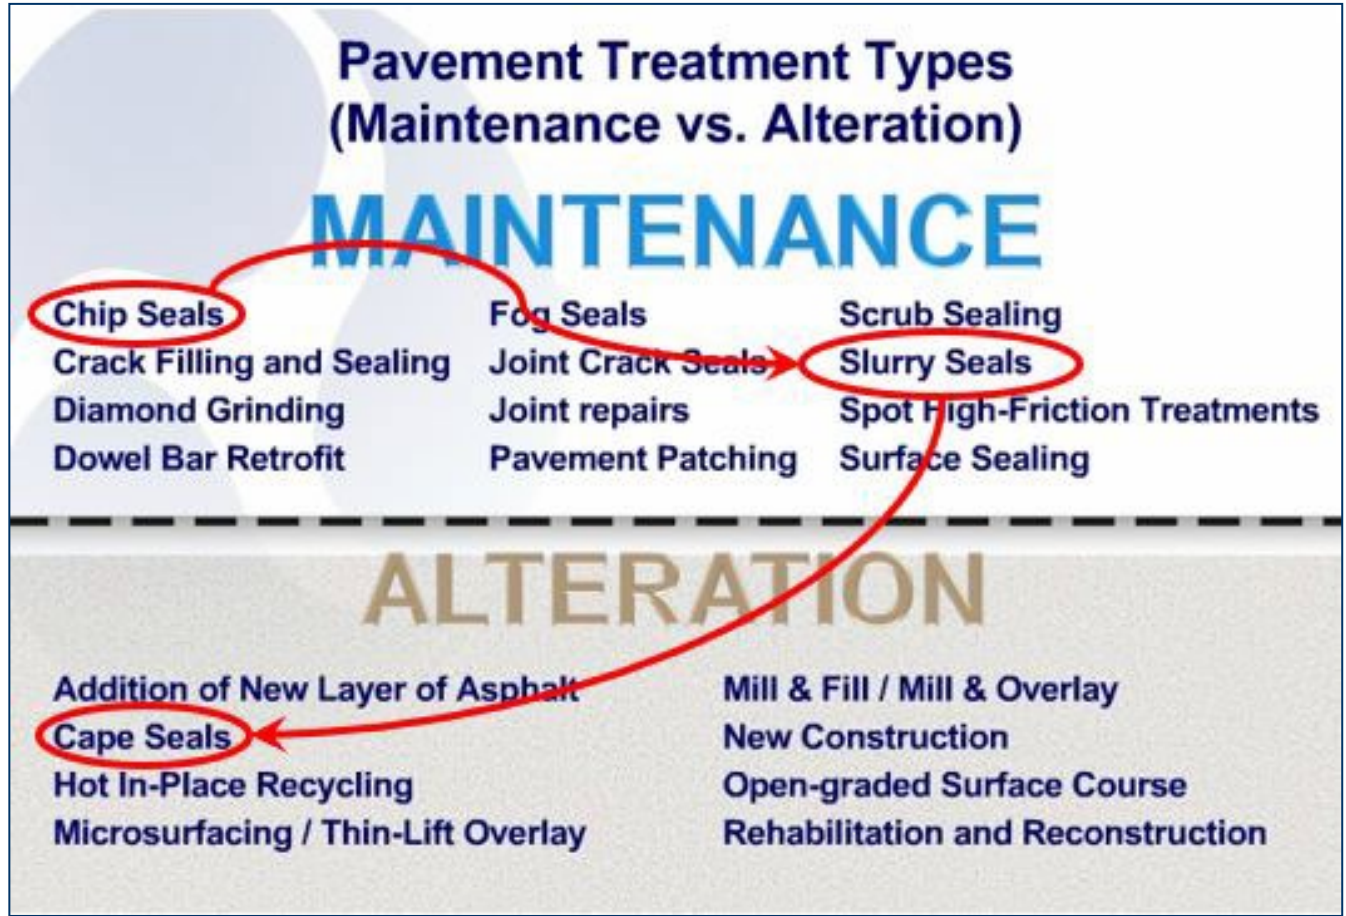 Pavement Treatment Types
(Maintenance vs. Alteration)
MAINTENANCE
Chip Seals
Crack Filling and Sealing
Diamond Grinding
Dowel Bar Retrofit
Fog Seals
Joint Crack Seals
Joint repairs
Pavement Patching
Scrub Sealing
Slurry Seals
Spot High-Friction Treatments
Surface Sealing
ALTERATION
Addition of New Layer of Asphalt
Cape Seals
Hot In-Place Recycling
Microsurfacing / Thin-Lift Overlay
Mill & Fill / Mill & Overlay
New Construction
Open-graded Surface Course
Rehabilitation and Reconstruction